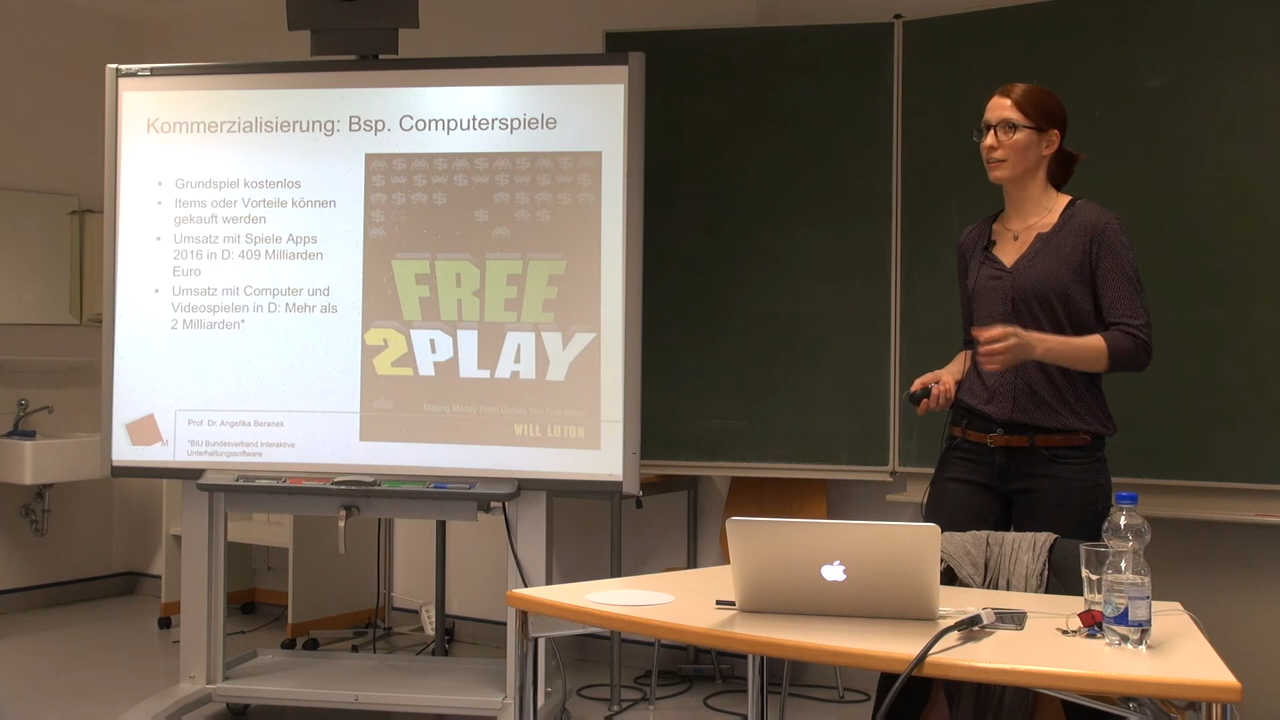 Kommerzialisierung: Bsp. Computerspiele
Grundspiel kostenlos
Items oder Vorteile können
gekauft werden
Umsatz mit Spiele Apps
2016 in D: 409 Milliarden
Euro
Umsatz mit Computer und
Videospielen in D: Mehr als
2 Milliarden*
FREE
2PLAY
Making Money From Games You Give Away
WILL LUTON
Prof. Dr. Angelika Beranek
M
*BIU Bundesverband Interaktive
Unterhaltungssoftware